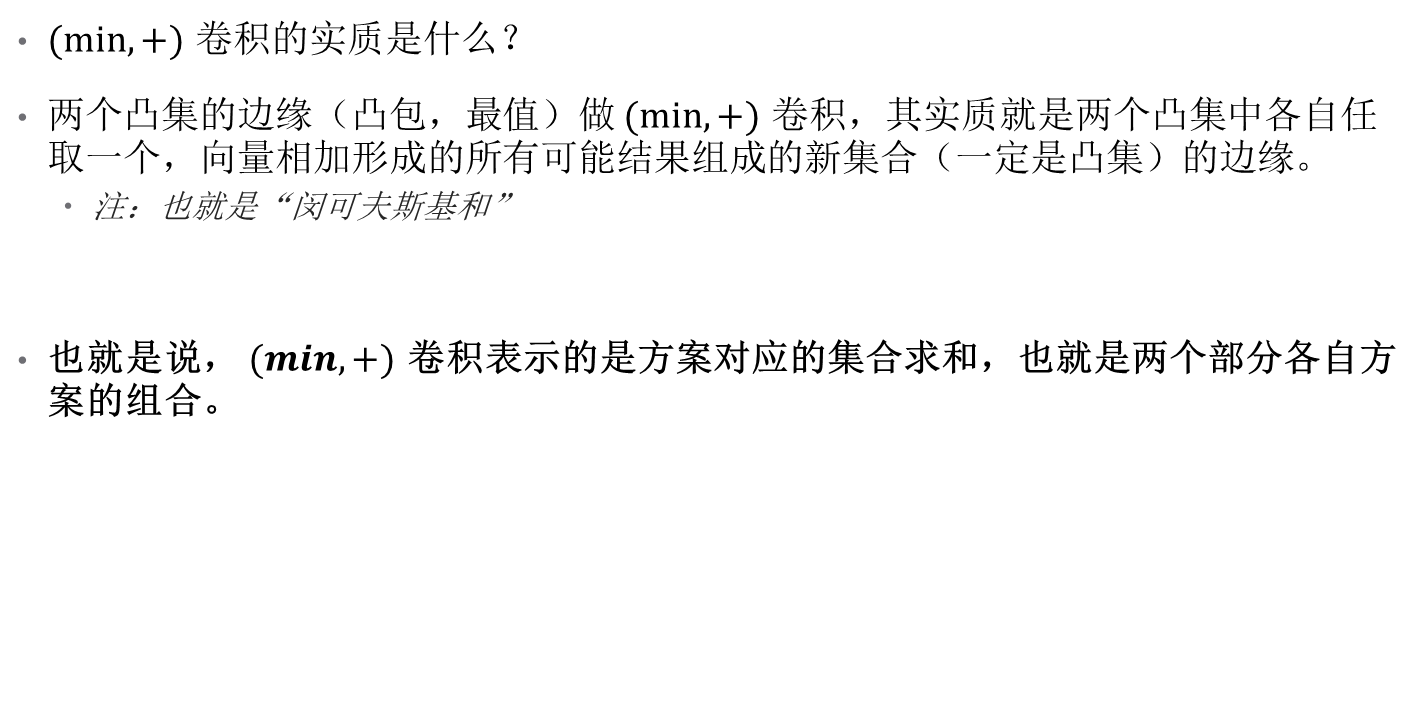 • (min, +) 卷积的实质是什么？
• 两个凸集的边缘（凸包，最值）做 (min, +) 卷积，其实质就是两个凸集中各自任
取一个，向量相加形成的所有可能结果组成的新集合（一定是凸集）的边缘。
• 注：也就是“闵可夫斯基和”
• 也就是说， (min, +) 卷积表示的是方案对应的集合求和，也就是两个部分各自方
案的组合。